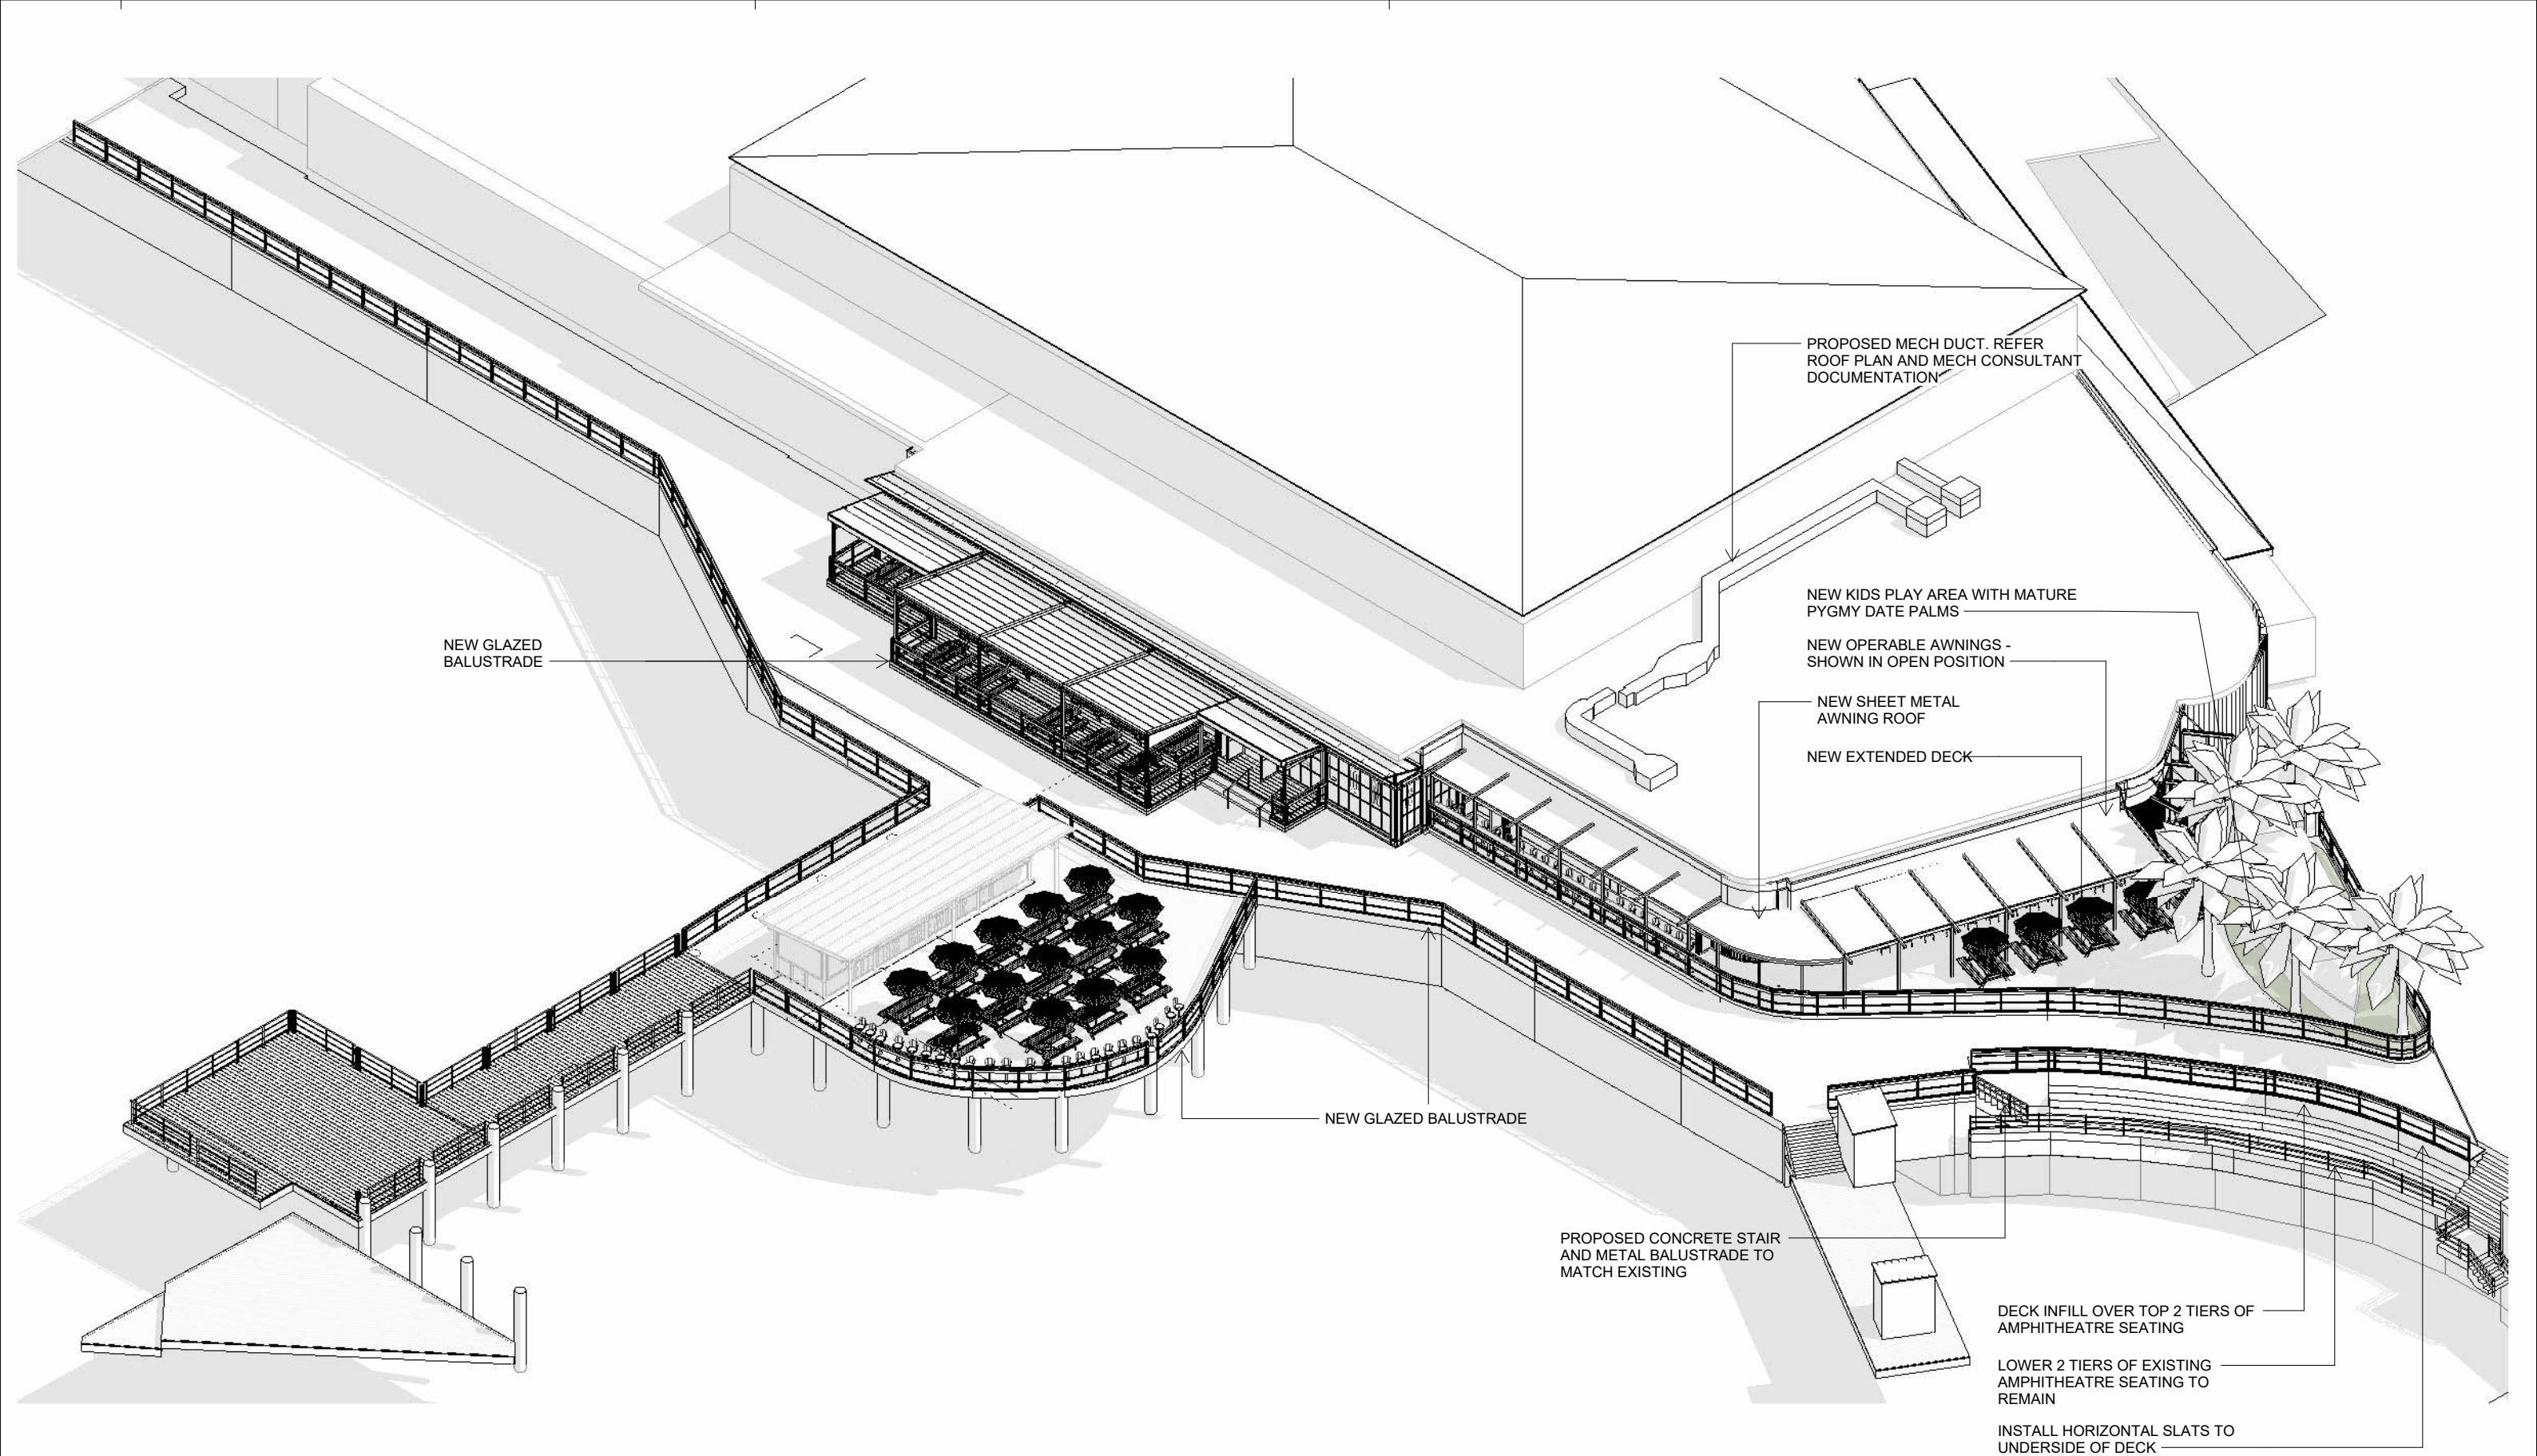 PROPOSED MECH DUCT. REFER
ROOF PLAN AND MECH CONSULTANT
DOCUMENTATION
NEW KIDS PLAY AREA WITH MATURE
PYGMY DATE PALMS
NEW GLAZED
BALUSTRADE
NEW OPERABLE AWNINGS -
SHOWN IN OPEN POSITION
NEW SHEET METAL
AWNING ROOF
NEW EXTENDED DECK
NEW GLAZED BALUSTRADE
PROPOSED CONCRETE STAIR
AND METAL BALUSTRADE TO
MATCH EXISTING
DECK INFILL OVER TOP 2 TIERS OF
AMPHITHEATRE SEATING
LOWER 2 TIERS OF EXISTING
AMPHITHEATRE SEATING TO
REMAIN
INSTALL HORIZONTAL SLATS TO
UNDERSIDE OF DECK